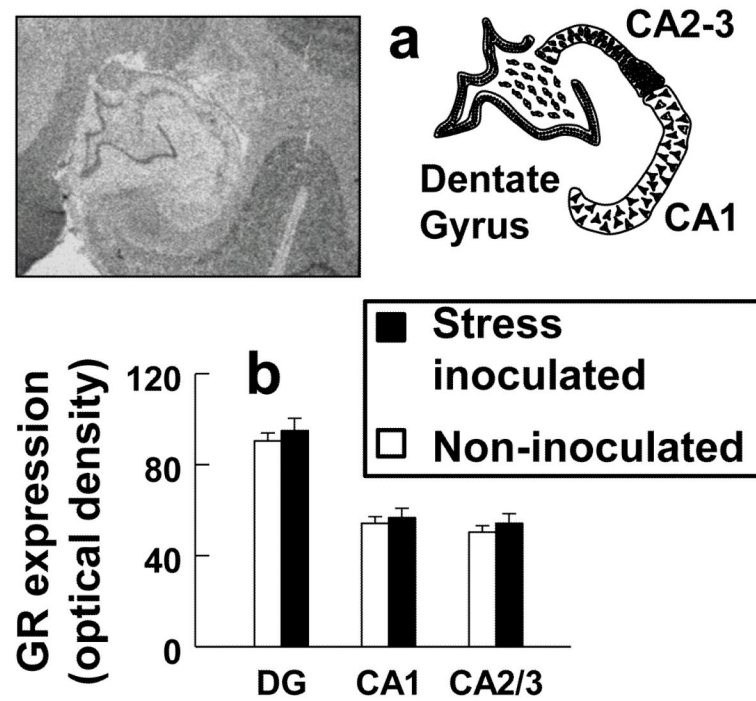 a
CA2-3
Dentate
Gyrus
CA1
Stress
inoculated
Non-inoculated
b
GR expression
(optical density)
120
80
40
0
DG CA1 CA2/3